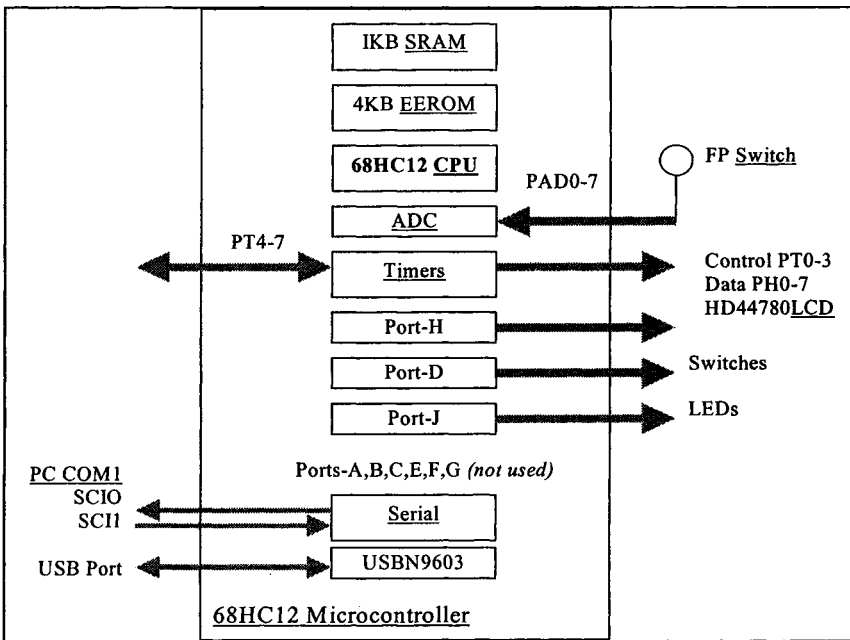 IKB SRAM
4KB EEROM
68HC12 CPU
FP Switch
PAD0-7
ADC
PT4-7
Timers
Control PT0-3
Data PH0-7
HD44780LCD
Port-H
Port-D
Switches
Port-J
LEDs
Ports-A,B,C,E,F,G (not used)
PC COM1
SCIO
SCI1
Serial
USB Port
USBN9603
68HC12 Microcontroller